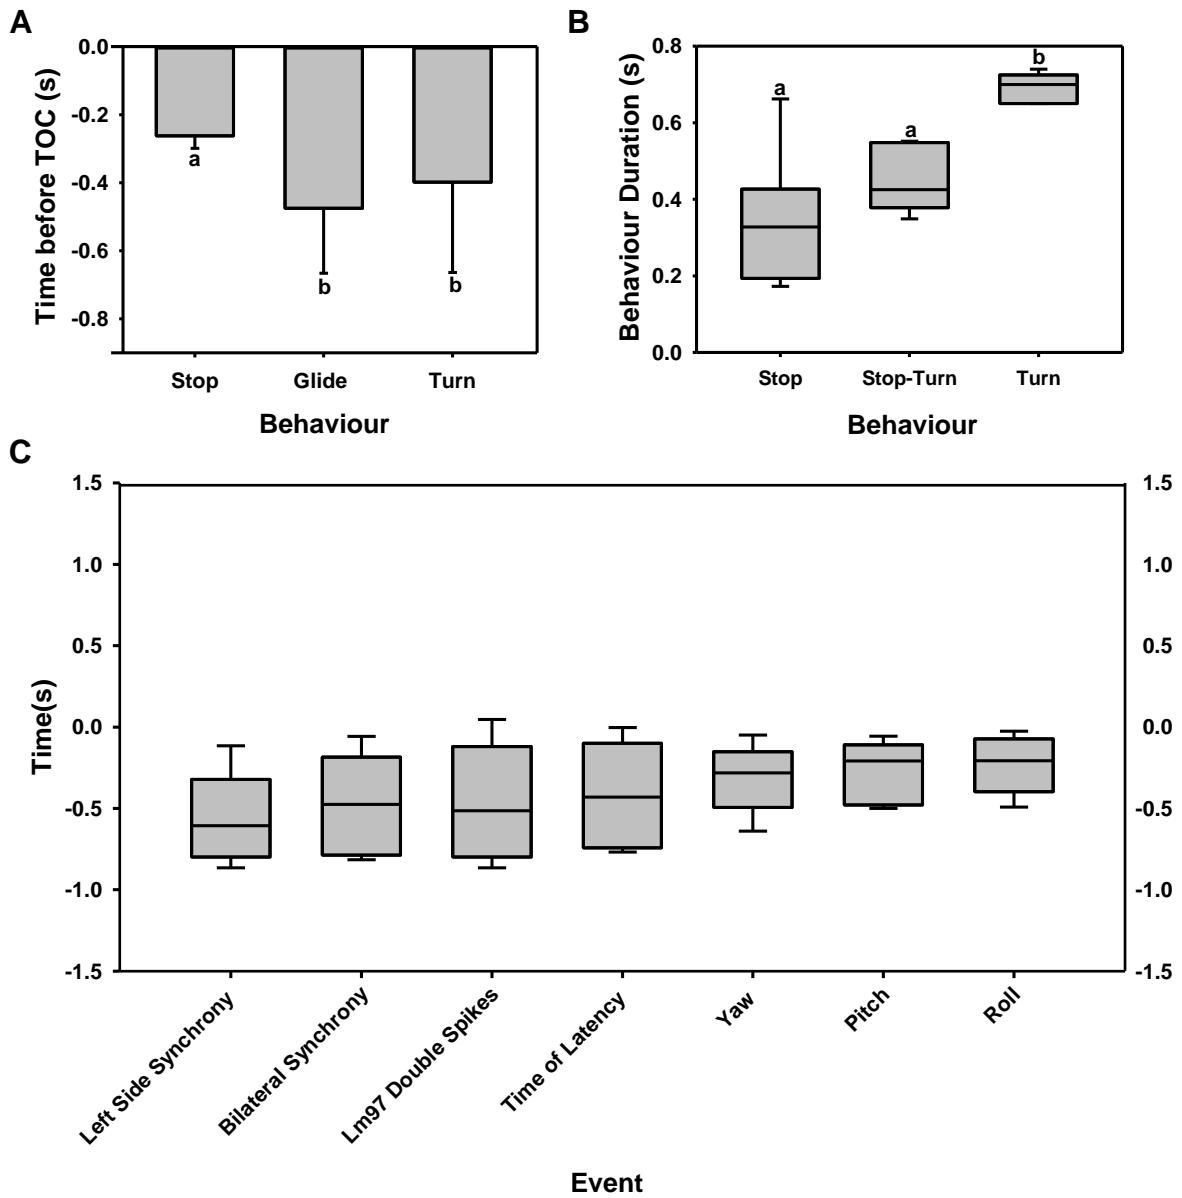 A
Time before TOC (s)
0.0
-0.2
-0.4
-0.6
-0.8
a
b
b
Stop Glide Turn
Behaviour
B
Behaviour Duration (s)
0.8
0.6
0.4
0.2
0.0
a
a
b
Stop Stop-Turn Turn
Behaviour
C
Time(s)
1.5 1.5
1.0 1.0
0.5 0.5
0.0 0.0
-0.5 -0.5
-1.0 -1.0
-1.5 -1.5
Left Side Synchrony
Bilateral Synchrony
Lm97 Double Spikes
Time of Latency
Yaw
Pitch
Roll
Event